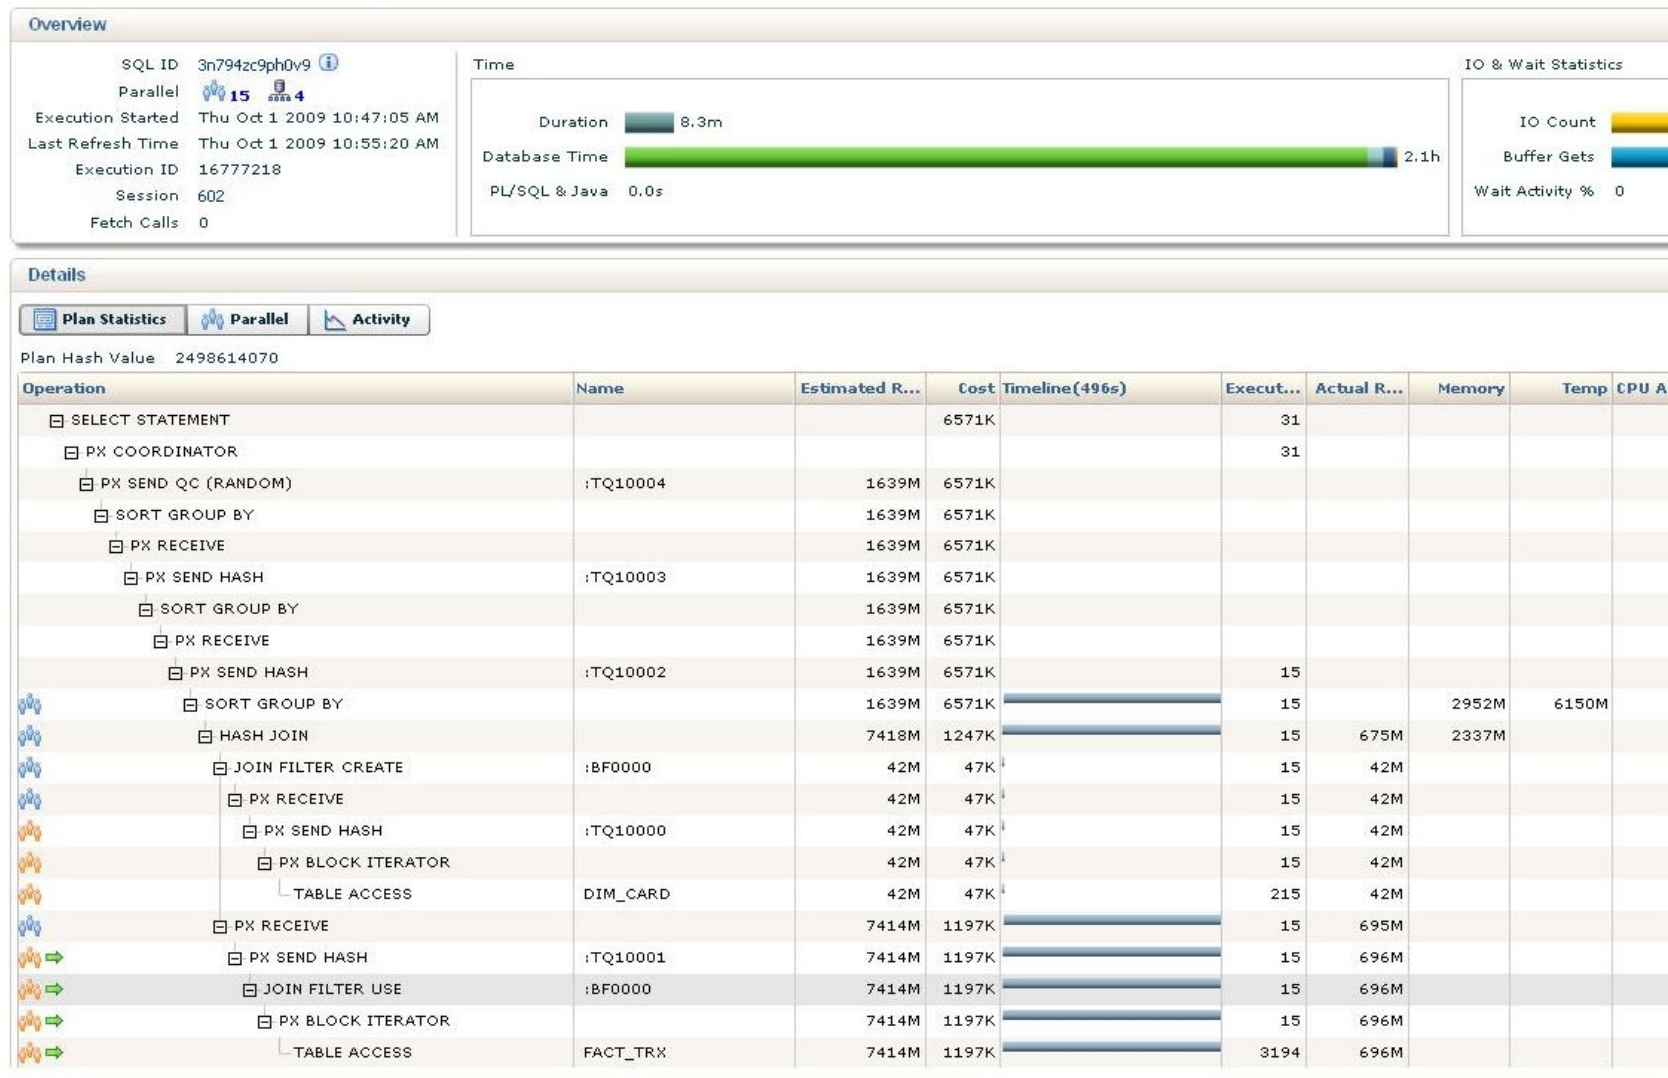 Overview
SQL ID 3n794zc9ph0v9
Parallel 15 4
Execution Started Thu Oct 1 2009 10:47:05 AM
Last Refresh Time Thu Oct 1 2009 10:55:20 AM
Execution ID 16777218
Session 602
Fetch Calls 0
Time
Duration 8.3m
Database Time 2.1h
PL/SQL & Java 0.0s
IO & Wait Statistics
IO Count
Buffer Gets
Wait Activity % 0
Details
Plan Statistics Parallel Activity
Plan Hash Value 2498614070
Operation Name Estimated R... Cost Timeline(496s) Execut... Actual R... Memory Temp CPU A
SELECT STATEMENT 6571K 31
PX COORDINATOR 31
PX SEND QC (RANDOM) :TQ10004 1639M 6571K
SORT GROUP BY 1639M 6571K
PX RECEIVE 1639M 6571K
PX SEND HASH :TQ10003 1639M 6571K
SORT GROUP BY 1639M 6571K
PX RECEIVE 1639M 6571K
PX SEND HASH :TQ10002 1639M 6571K 15
SORT GROUP BY 1639M 6571K 15 2952M 6150M
HASH JOIN 7418M 1247K 15 675M 2337M
JOIN FILTER CREATE :BF0000 42M 47K 15 42M
PX RECEIVE 42M 47K 15 42M
PX SEND HASH :TQ10000 42M 47K 15 42M
PX BLOCK ITERATOR 42M 47K 15 42M
TABLE ACCESS DIM_CARD 42M 47K 215 42M
PX RECEIVE 7414M 1197K 15 695M
PX SEND HASH :TQ10001 7414M 1197K 15 696M
JOIN FILTER USE :BF0000 7414M 1197K 15 696M
PX BLOCK ITERATOR 7414M 1197K 15 696M
TABLE ACCESS FACT_TRX 7414M 1197K 3194 696M